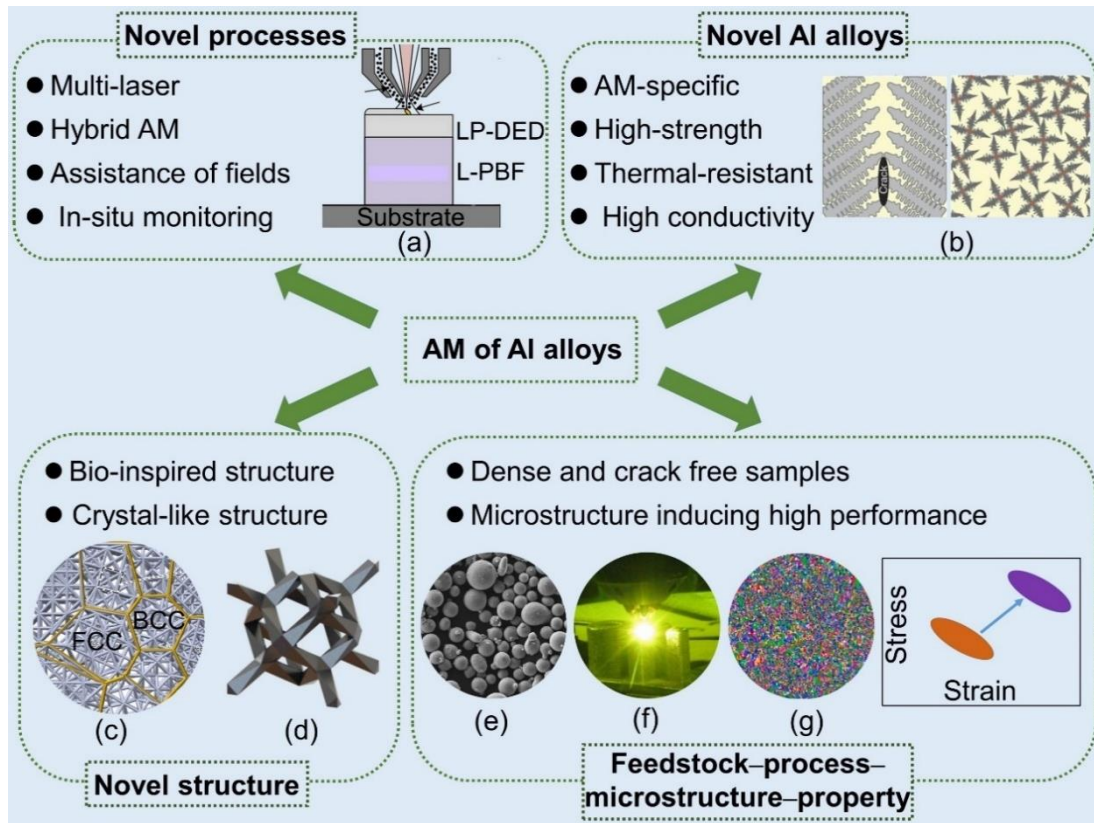 Novel processes
Multi-laser
Hybrid AM
Assistance of fields
In-situ monitoring
LP-DED
L-PBF
Substrate
(a)
Novel Al alloys
AM-specific
High-strength
Thermal-resistant
High conductivity
Crack
(b)
AM of Al alloys
Bio-inspired structure
Crystal-like structure
FCC
BCC
(c)
(d)
Novel structure
Dense and crack free samples
Microstructure inducing high performance
(e)
(f)
(g)
Stress
Strain
Feedstock–process–
microstructure–property